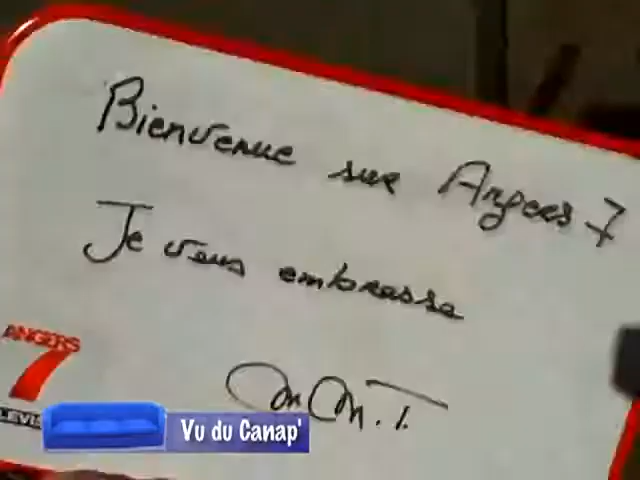 Bienvenue sur Angers 7
Je vous embrasse
M M. T.
ANGERS
7
Vu du Canap'